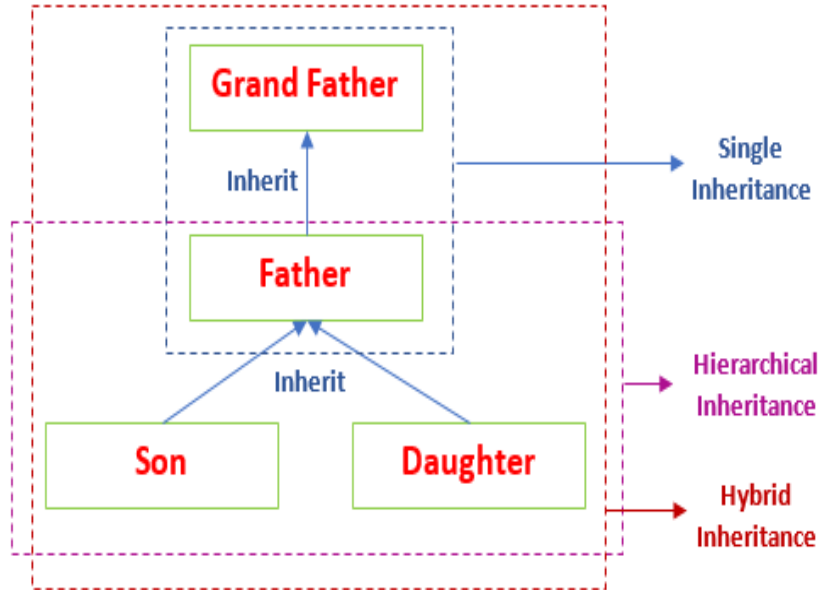 Grand Father
Inherit
Single
Inheritance
Father
Inherit
Hierarchical
Inheritance
Son
Daughter
Hybrid
Inheritance